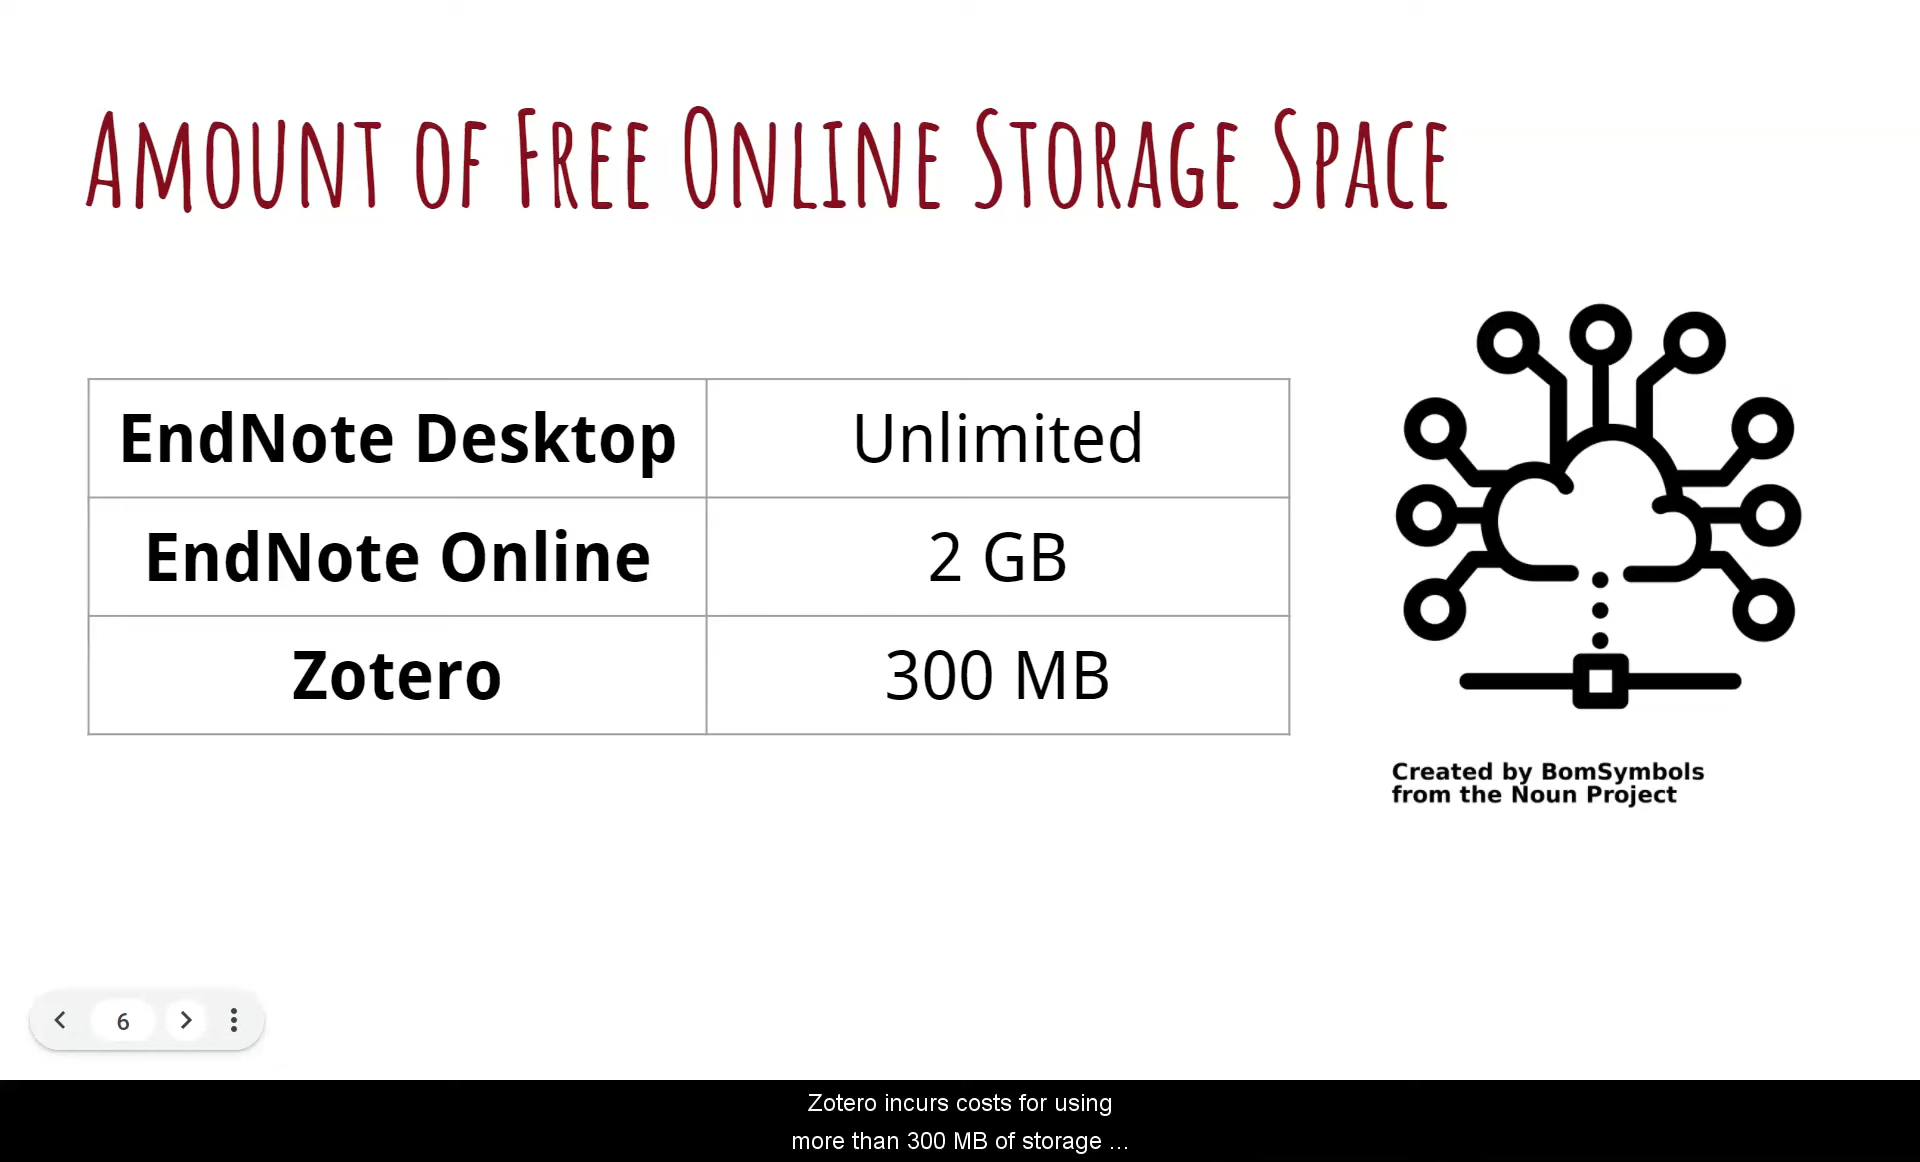 Amount of Free Online Storage Space
EndNote Desktop Unlimited
EndNote Online 2 GB
Zotero 300 MB
Created by BomSymbols
from the Noun Project
6
Zotero incurs costs for using
more than 300 MB of storage ...